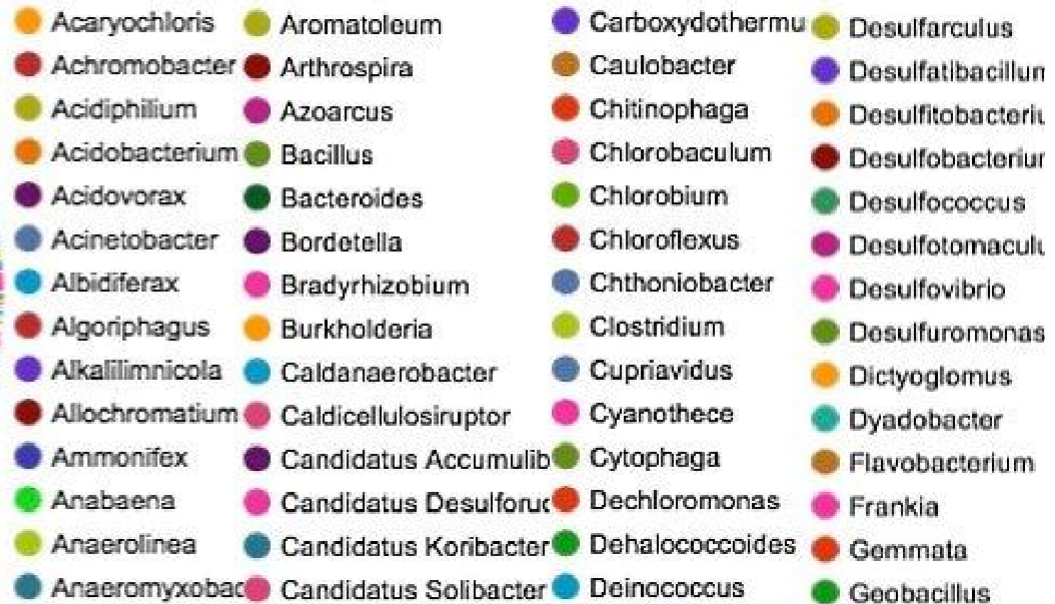 Acaryochloris
Achromobacter
Acidiphilium
Acidobacterium
Acidovorax
Acinetobacter
Albidiferax
Algoriphagus
Alkalilimnicola
Allochromatium
Ammonifex
Anabaena
Anaerolinea
Anaeromyxobac
Aromatoleum
Arthrospira
Azoarcus
Bacillus
Bacteroides
Bordetella
Bradyrhizobium
Burkholderia
Caldanaerobacter
Caldicellulosiruptor
Candidatus Accumulib
Candidatus Desulforud
Candidatus Koribacter
Candidatus Solibacter
Carboxydothermu
Caulobacter
Chitinophaga
Chlorobaculum
Chlorobium
Chloroflexus
Chthoniobacter
Clostridium
Cupriavidus
Cyanothece
Cytophaga
Dechloromonas
Dehalococcoides
Deinococcus
Desulfarculus
Desulfatibacillum
Desulfitobacteriu
Desulfobacterium
Desulfococcus
Desulfotomaculu
Desulfovibrio
Desulfuromonas
Dictyoglomus
Dyadobacter
Flavobacterium
Frankia
Gemmata
Geobacillus